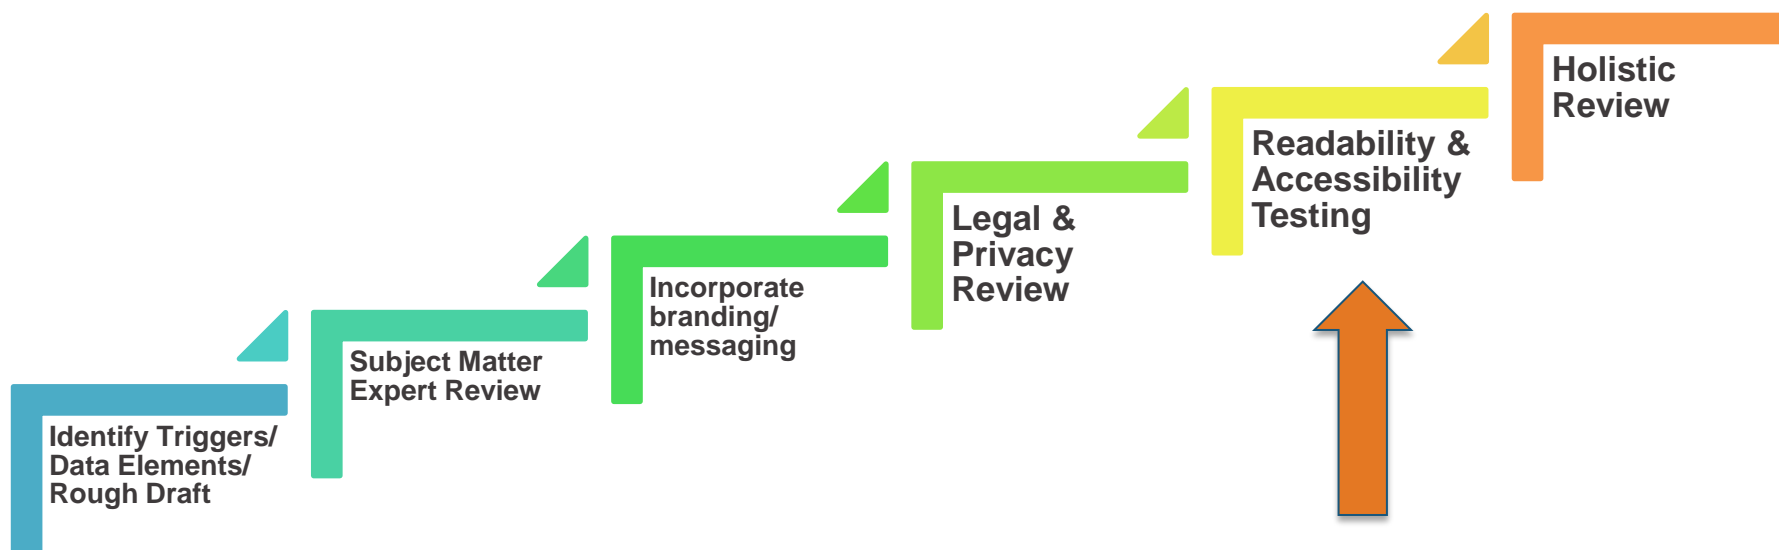 Identify Triggers/
Data Elements/
Rough Draft
Subject Matter
Expert Review
Incorporate
branding/
messaging
Legal &
Privacy
Review
Readability &
Accessibility
Testing
Holistic
Review